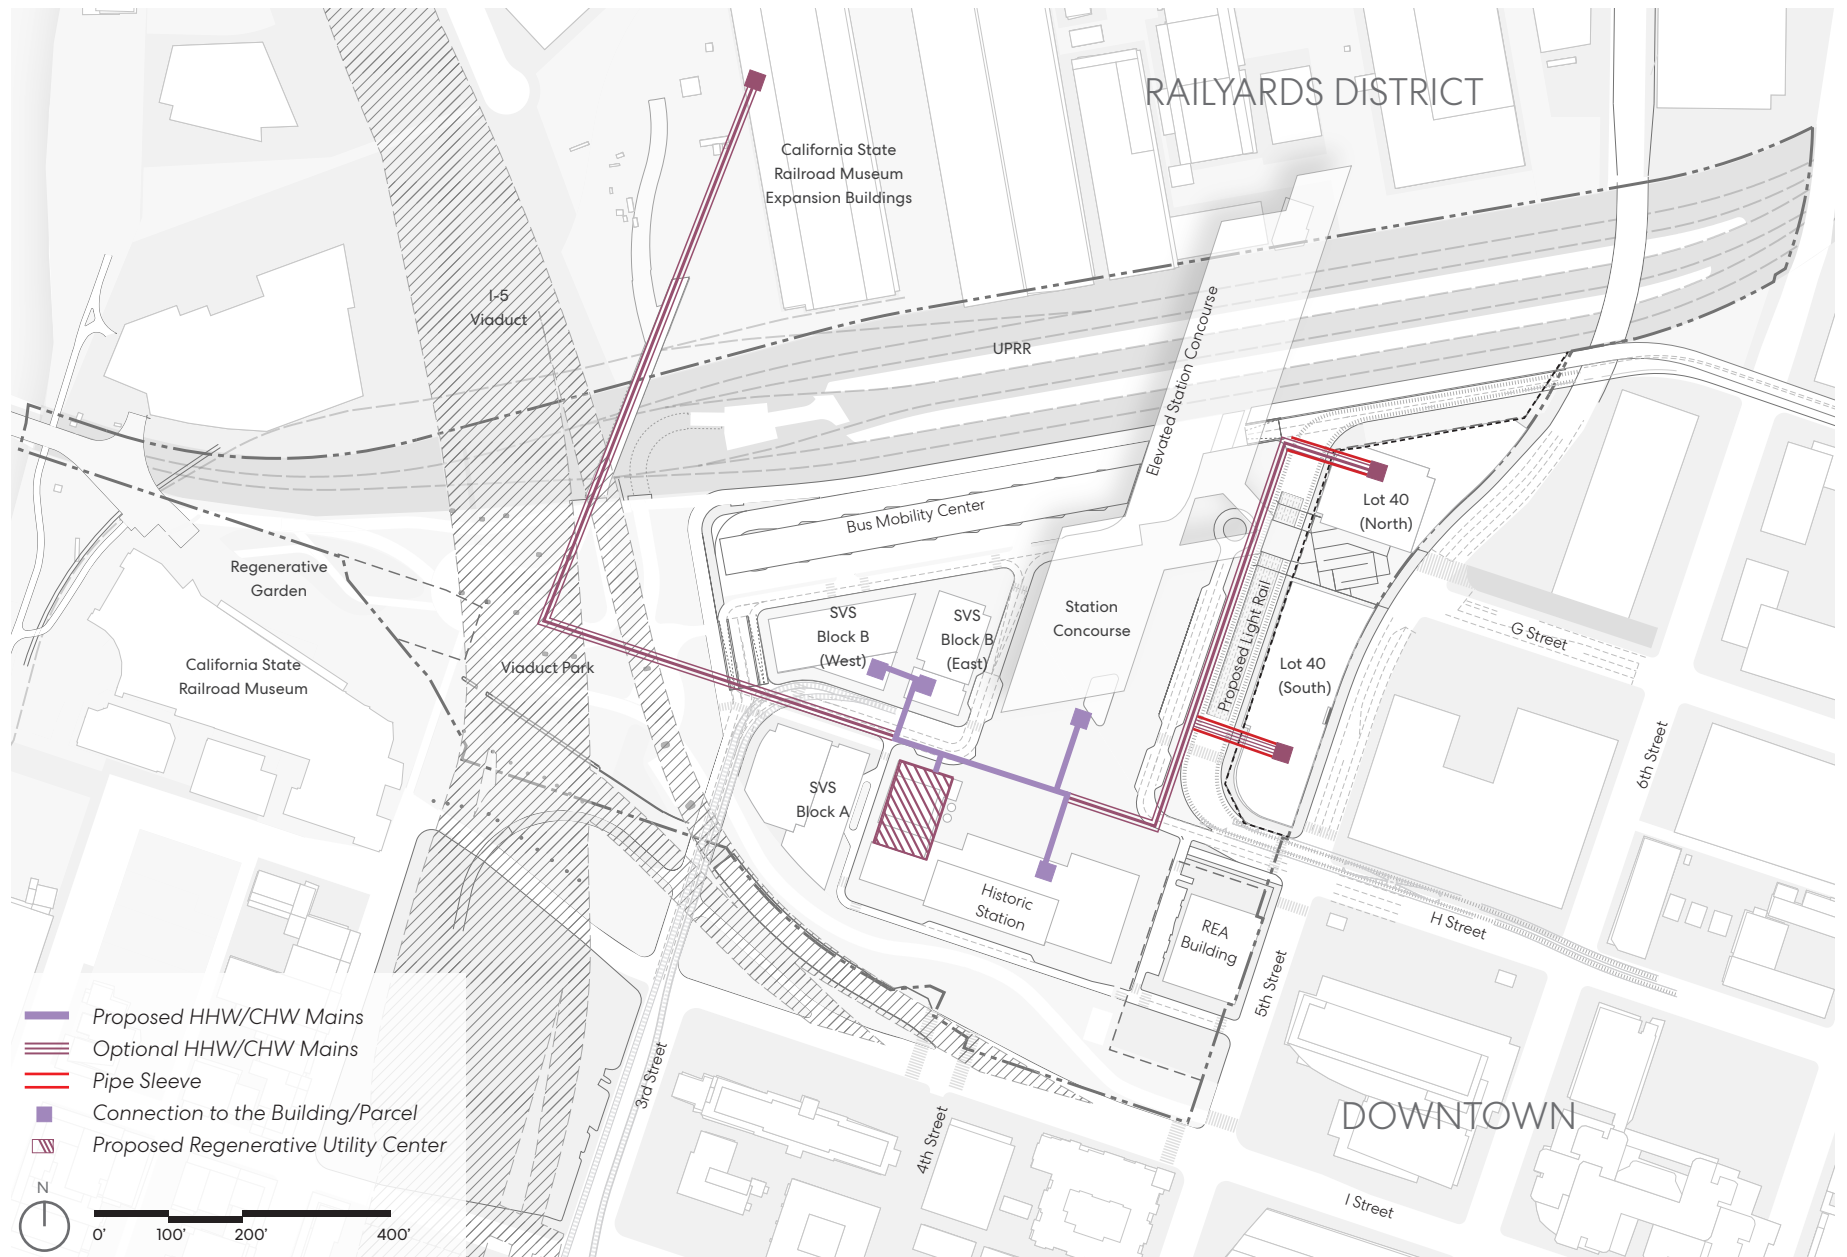 RAILYARDS DISTRICT
California State
Railroad Museum
Expansion Buildings
I-5
Viaduct
UPRR
Elevated Station Concourse
Bus Mobility Center
Lot 40
(North)
Regenerative
Garden
SVS
Block B
(West)
SVS
Block B
(East)
Station
Concourse
Proposed Light Rail
G Street
California State
Railroad Museum
Viaduct Park
Lot 40
(South)
6th Street
SVS
Block A
Historic
Station
REA
Building
H Street
5th Street
3rd Street
4th Street
DOWNTOWN
I Street
Proposed HHW/CHW Mains
Optional HHW/CHW Mains
Pipe Sleeve
Connection to the Building/Parcel
Proposed Regenerative Utility Center
N
0' 100' 200' 400'